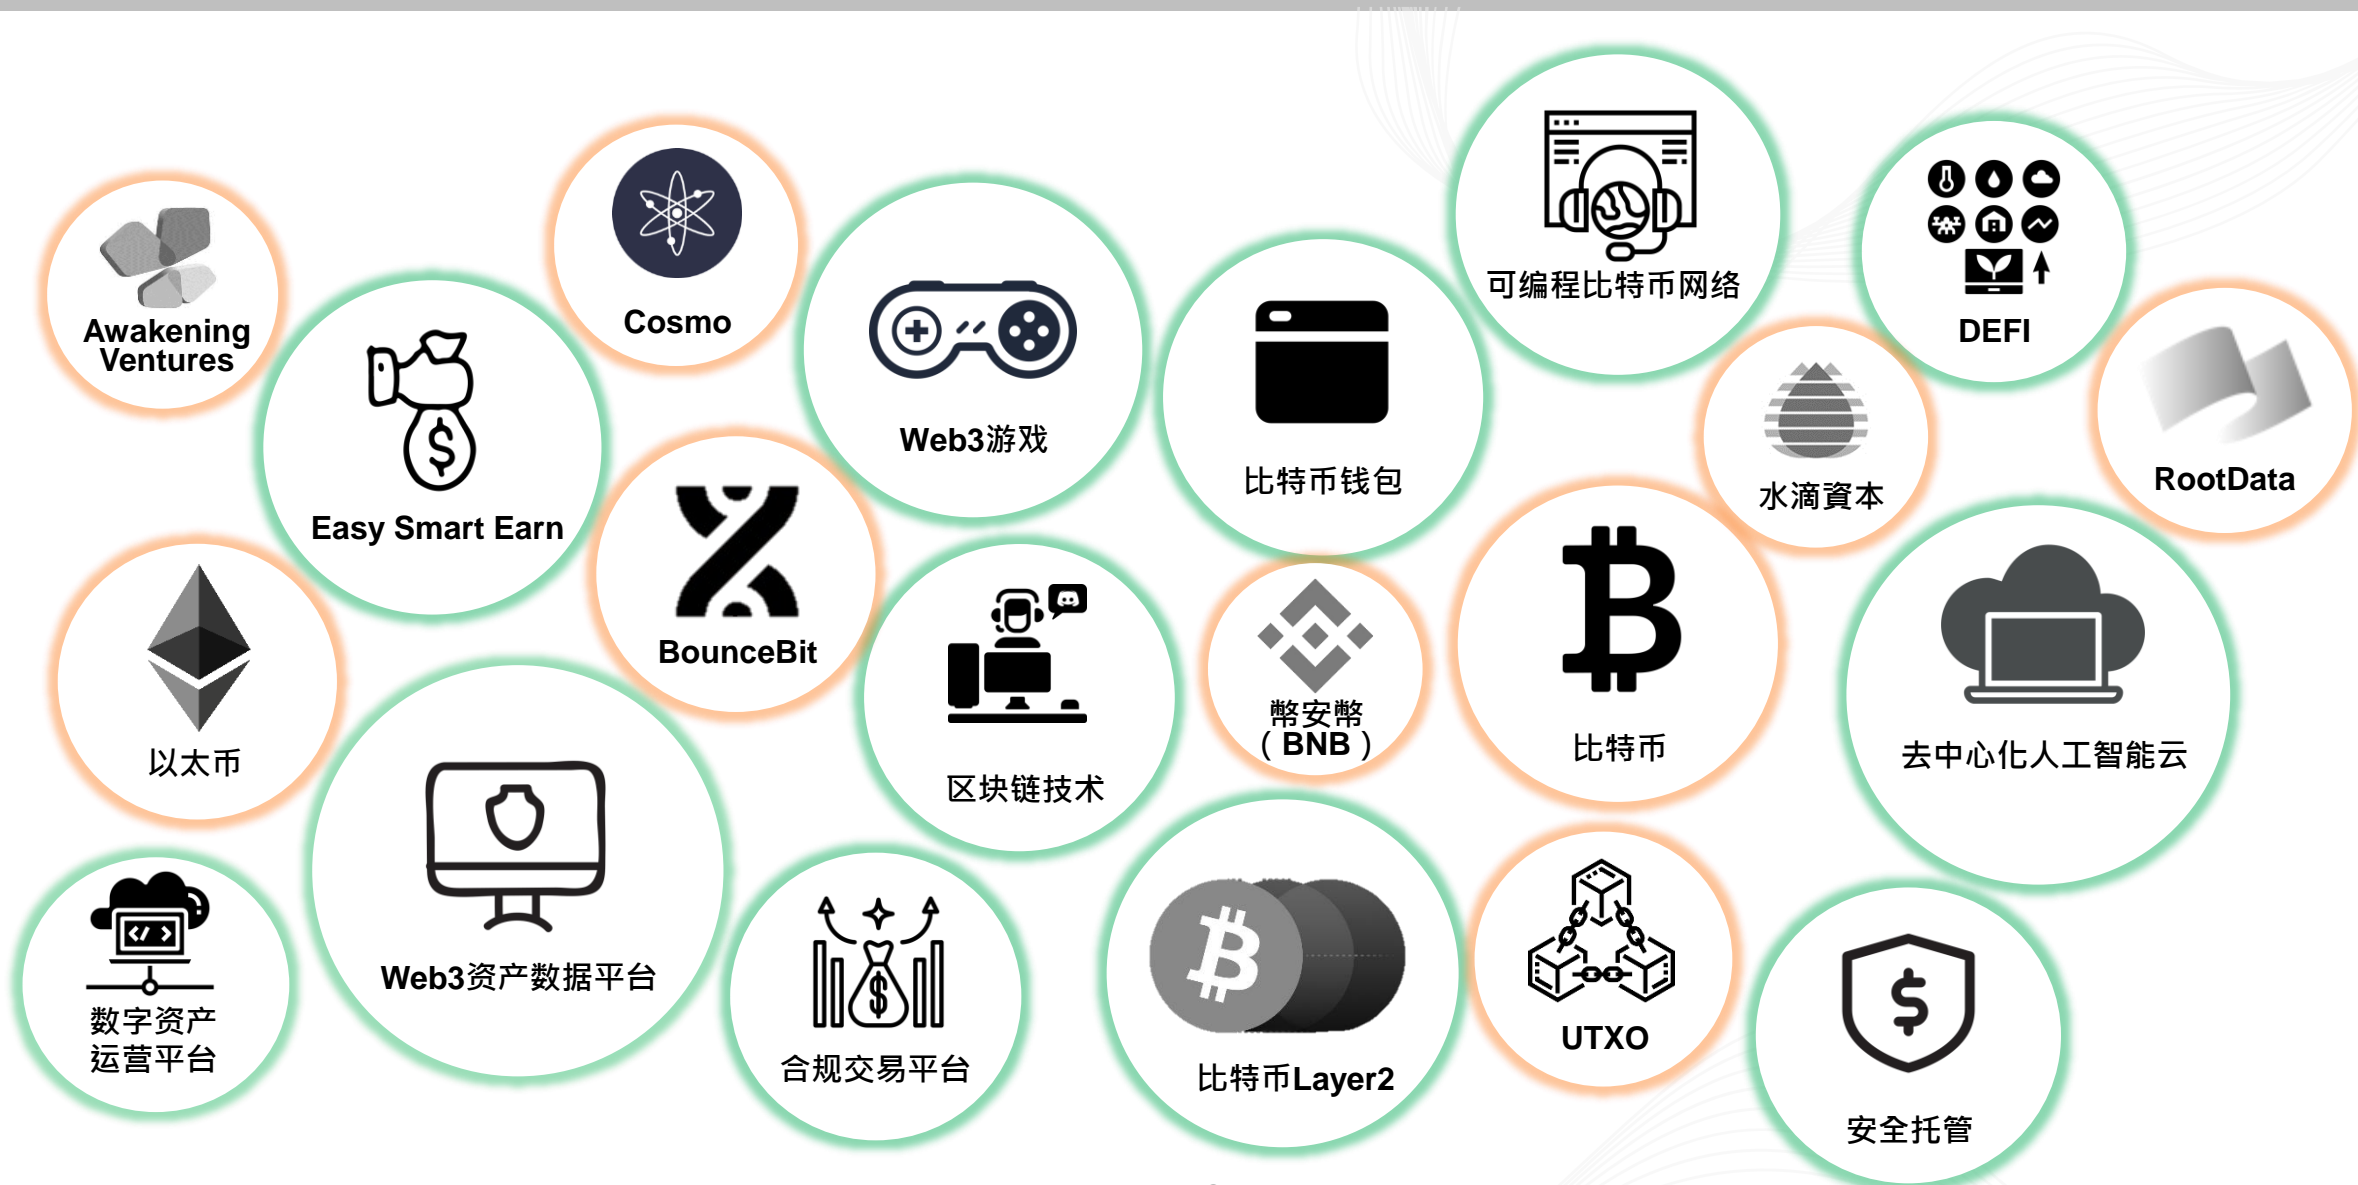 可编程比特币网络
Cosmo
Awakening
Ventures
DEFI
Web3游戏
比特币钱包
RootData
水滴資本
Easy Smart Earn
BounceBit
以太币
幣安幣
（BNB）
比特币
去中心化人工智能云
区块链技术
Web3资产数据平台
数字资产
运营平台
合规交易平台
比特币Layer2
UTXO
安全托管